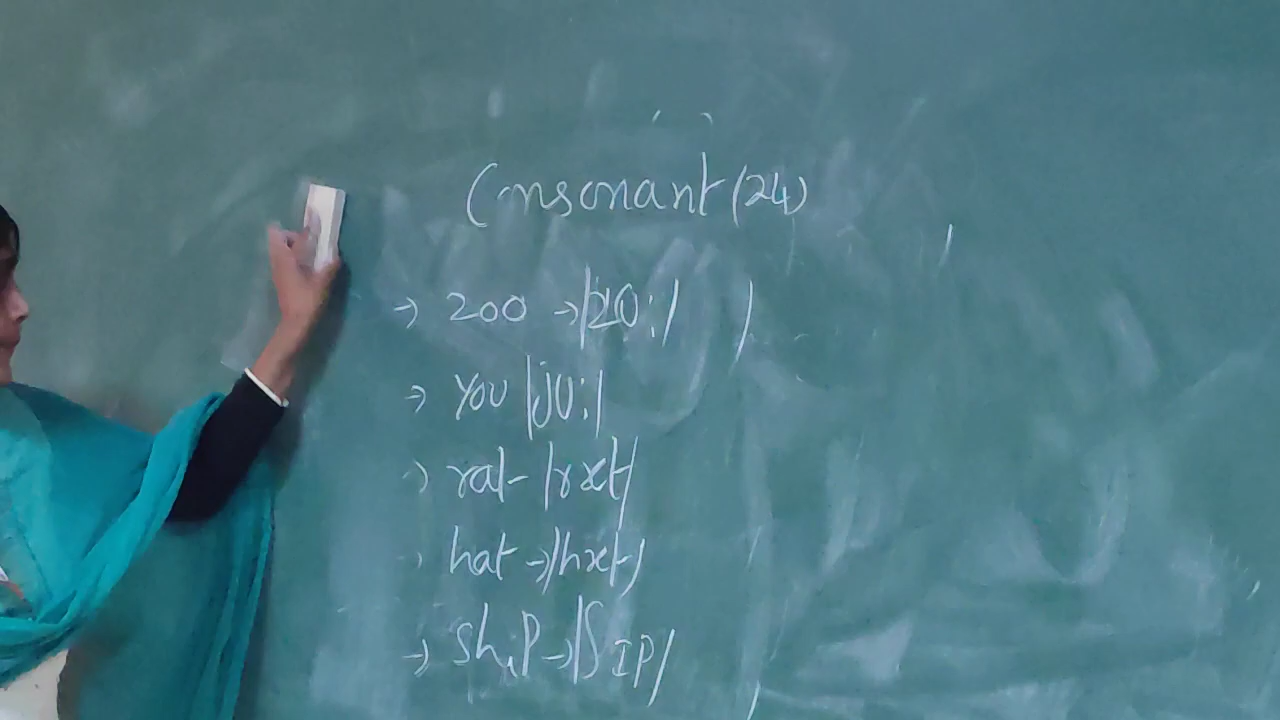 Consonant (24)
→ zoo → /zu:/
→ you /ju:/
→ rat - /ræt/
→ hat → /hæt/
→ ship → /ʃɪp/